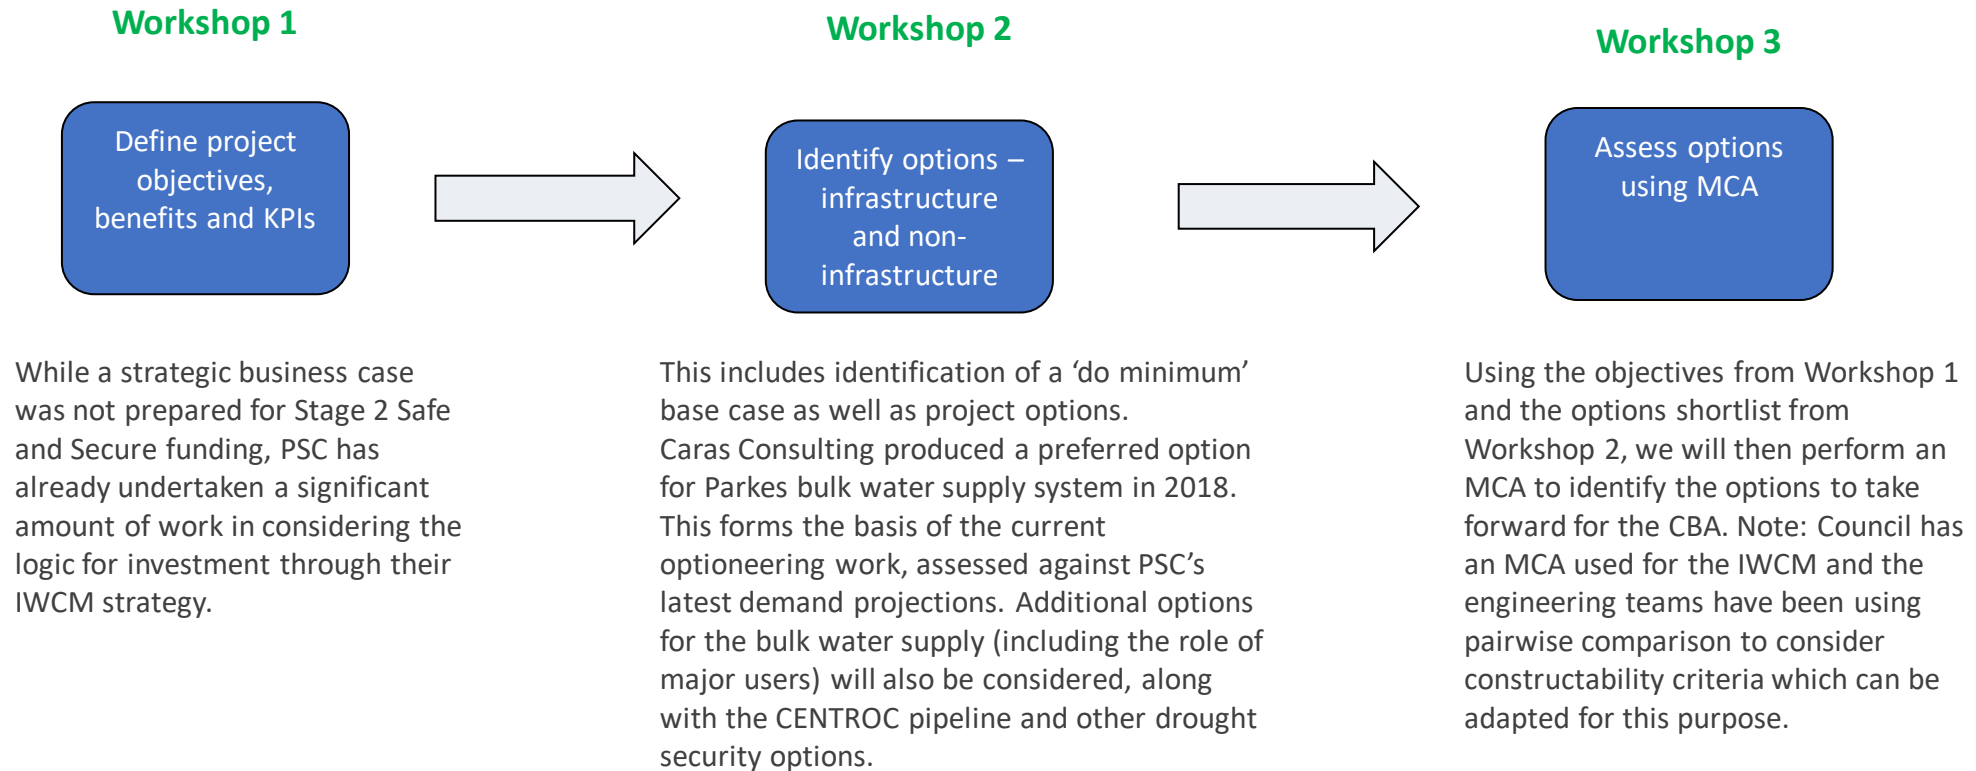 Workshop 1
Define project
objectives,
benefits and KPIs
While a strategic business case
was not prepared for Stage 2 Safe
and Secure funding, PSC has
already undertaken a significant
amount of work in considering the
logic for investment through their
IWCM strategy.
Workshop 2
Identify options –
infrastructure
and non-
infrastructure
This includes identification of a ‘do minimum’
base case as well as project options.
Caras Consulting produced a preferred option
for Parkes bulk water supply system in 2018.
This forms the basis of the current
optioneering work, assessed against PSC’s
latest demand projections. Additional options
for the bulk water supply (including the role of
major users) will also be considered, along
with the CENTROC pipeline and other drought
security options.
Workshop 3
Assess options
using MCA
Using the objectives from Workshop 1
and the options shortlist from
Workshop 2, we will then perform an
MCA to identify the options to take
forward for the CBA. Note: Council has
an MCA used for the IWCM and the
engineering teams have been using
pairwise comparison to consider
constructability criteria which can be
adapted for this purpose.